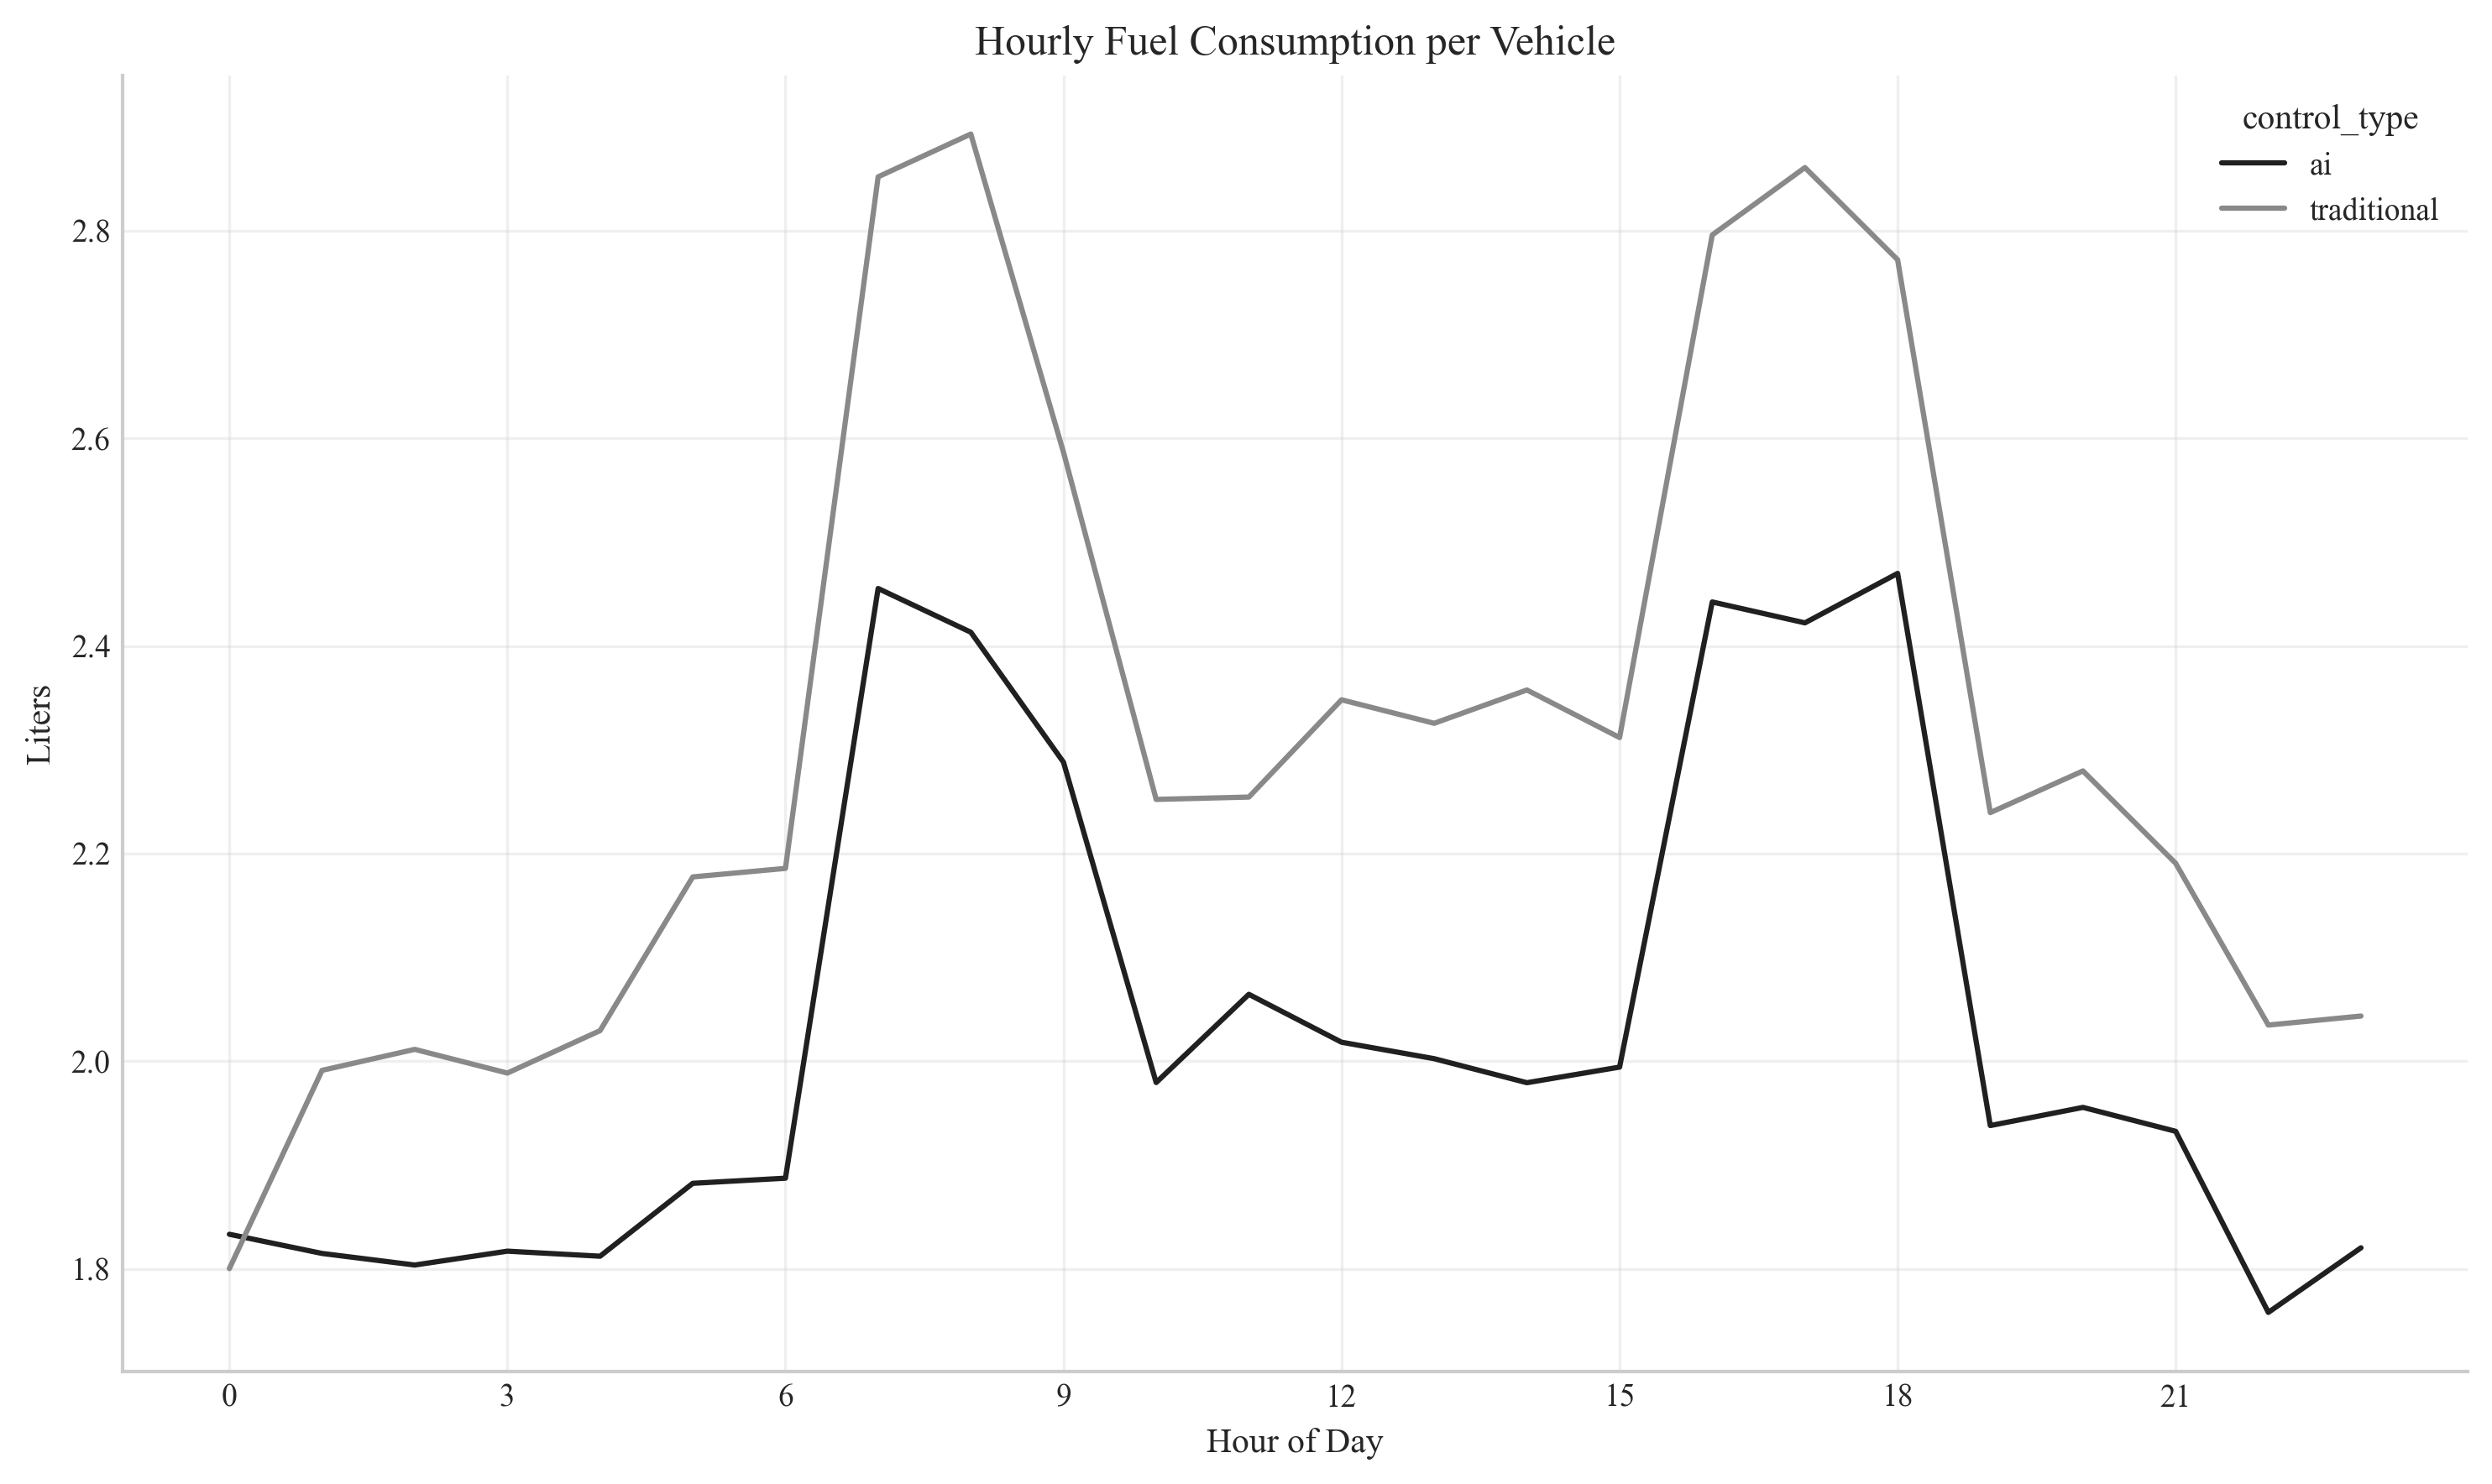 Hourly Fuel Consumption per Vehicle
control_type
ai
traditional
2.8
2.6
2.4
2.2
2.0
1.8
Liters
0 3 6 9 12 15 18 21
Hour of Day